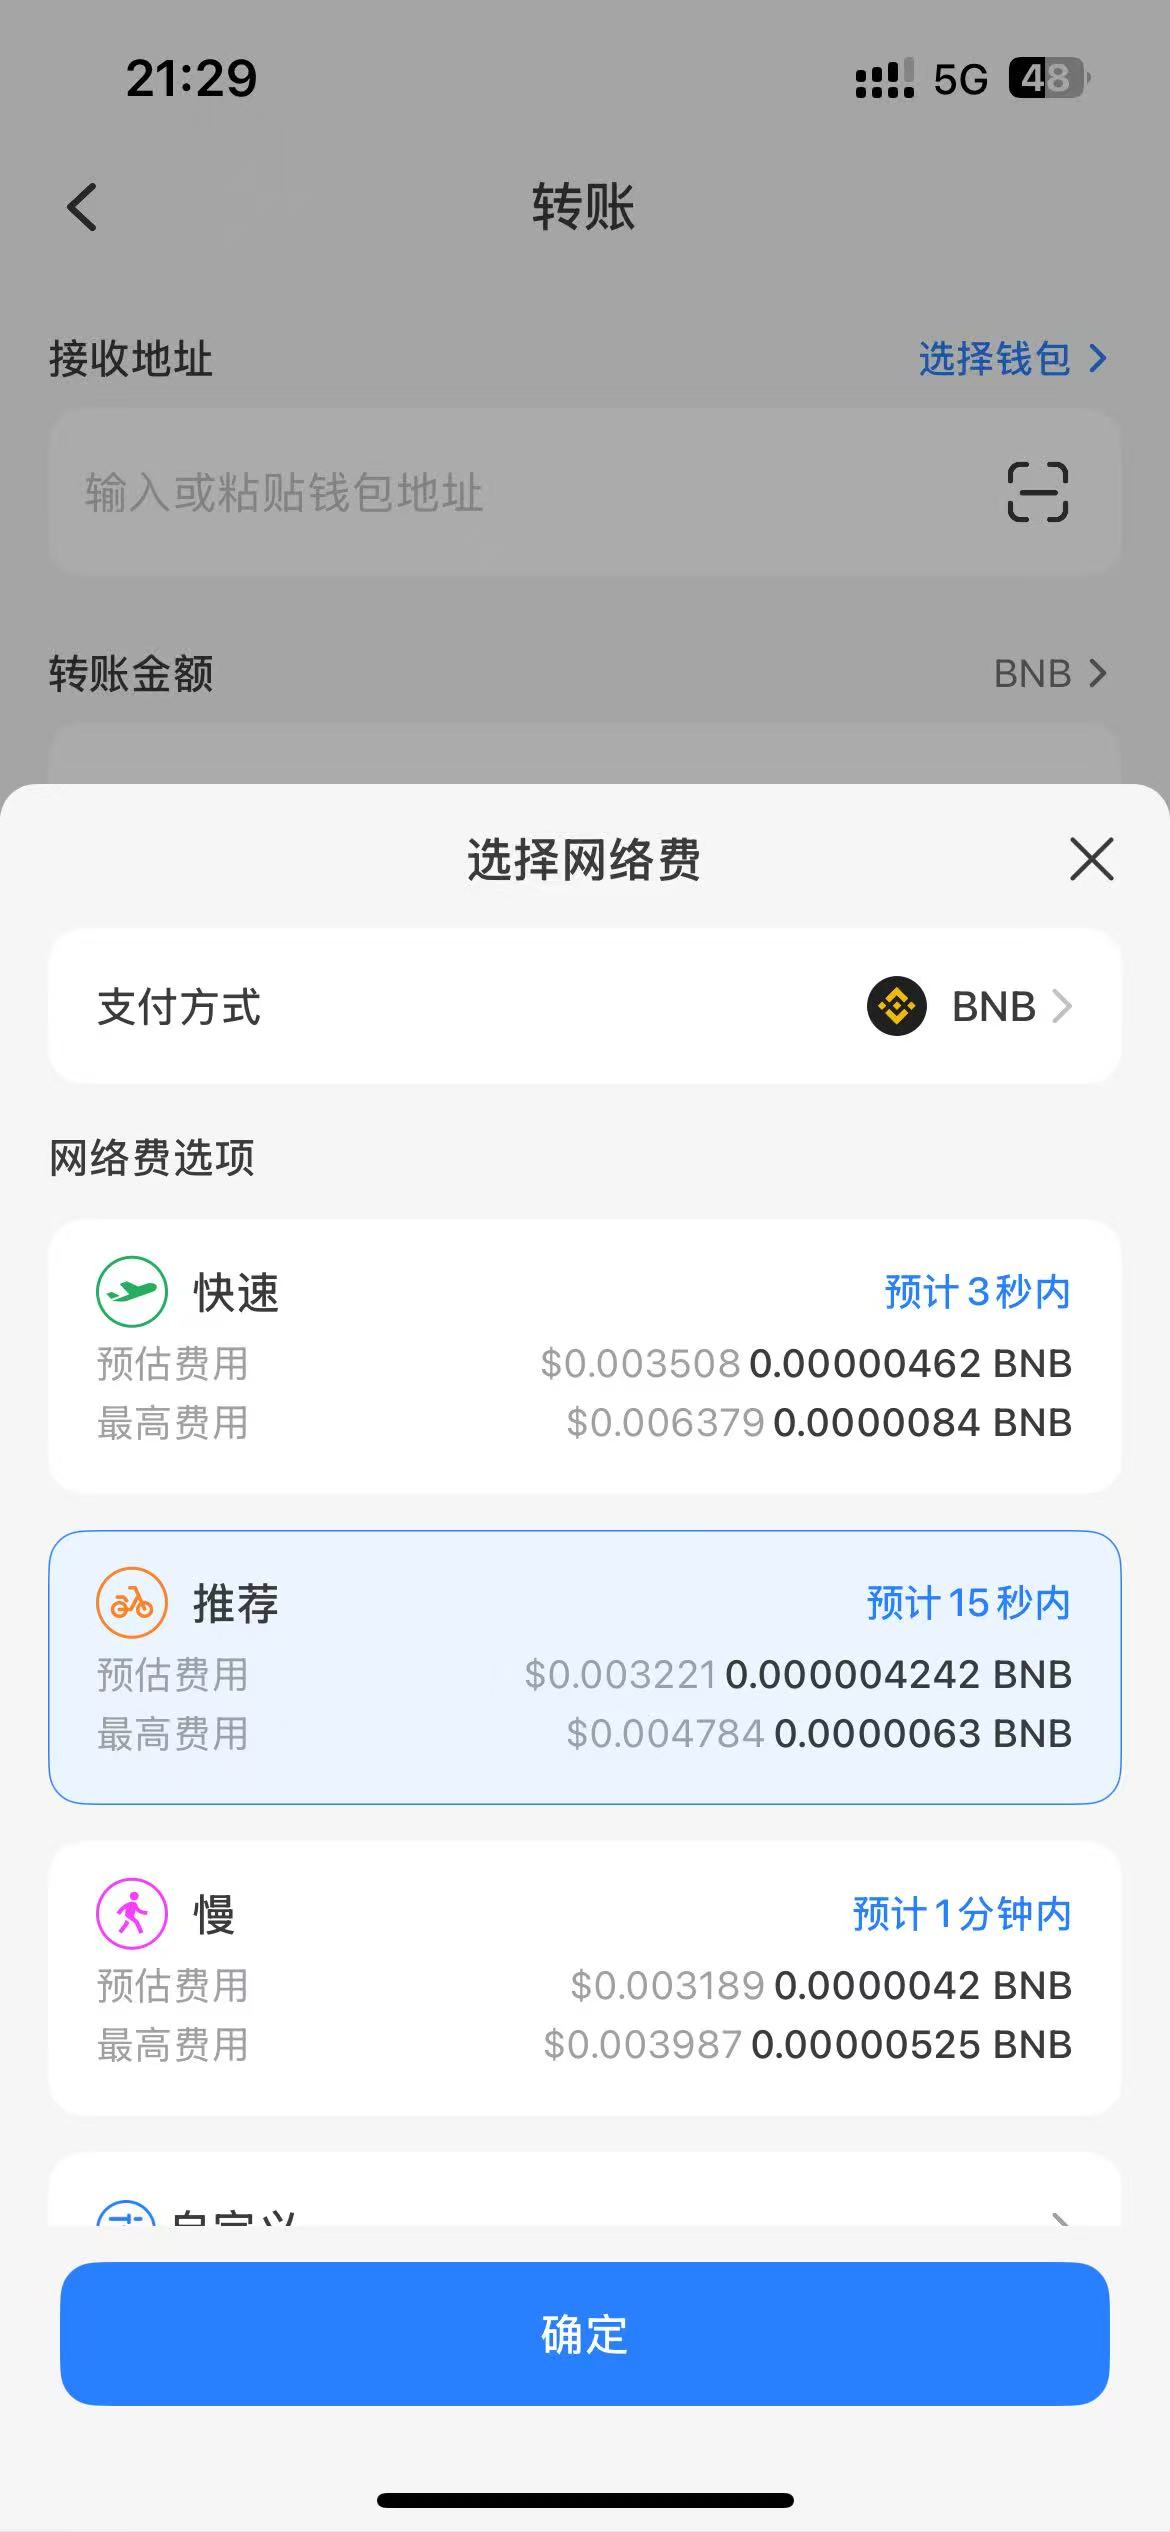 21:29 5G 48
转账
接收地址 选择钱包
输入或粘贴钱包地址
转账金额 BNB
选择网络费
支付方式 BNB
网络费选项
快速 预计 3 秒内
预估费用 $0.003508 0.00000462 BNB
最高费用 $0.006379 0.0000084 BNB
推荐 预计 15 秒内
预估费用 $0.003221 0.000004242 BNB
最高费用 $0.004784 0.0000063 BNB
慢 预计 1 分钟内
预估费用 $0.003189 0.0000042 BNB
最高费用 $0.003987 0.00000525 BNB
自定义
确定